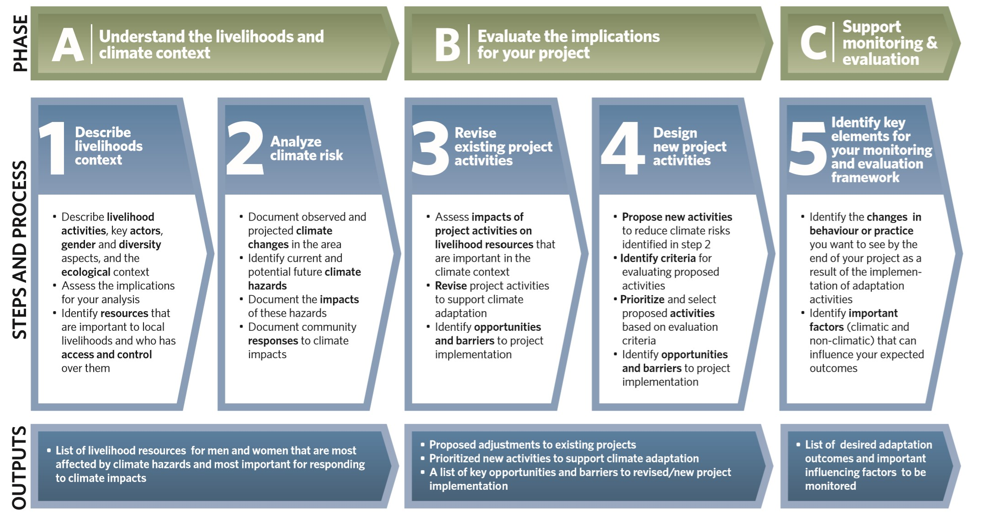 PHASE
A
Understand the livelihoods and
climate context
B
Evaluate the implications
for your project
C
Support
monitoring &
evaluation
STEPS AND PROCESS
1
Describe
livelihoods
context
• Describe livelihood
activities, key actors,
gender and diversity
aspects, and the
ecological context
• Assess the implications
for your analysis
• Identify resources that
are important to local
livelihoods and who has
access and control
over them
2
Analyze
climate risk
• Document observed and
projected climate
changes in the area
• Identify current and
potential future climate
hazards
• Document the impacts
of these hazards
• Document community
responses to climate
impacts
3
Revise
existing project
activities
• Assess impacts of
project activities on
livelihood resources that
are important in the
climate context
• Revise project activities
to support climate
adaptation
• Identify opportunities
and barriers to project
implementation
4
Design
new project
activities
• Propose new activities
to reduce climate risks
identified in step 2
• Identify criteria for
evaluating proposed
activities
• Prioritize and select
proposed activities
based on evaluation
criteria
• Identify opportunities
and barriers to project
implementation
5
Identify key
elements for
your monitoring
and evaluation
framework
• Identify the changes in
behaviour or practice
you want to see by the
end of your project as a
result of the implemen-
tation of adaptation
activities
• Identify important
factors (climatic and
non-climatic) that can
influence your expected
outcomes
OUTPUTS
• List of livelihood resources for men and women that are most
affected by climate hazards and most important for responding
to climate impacts
• Proposed adjustments to existing projects
• Prioritized new activities to support climate adaptation
• A list of key opportunities and barriers to revised/new project
implementation
• List of desired adaptation
outcomes and important
influencing factors to be
monitored